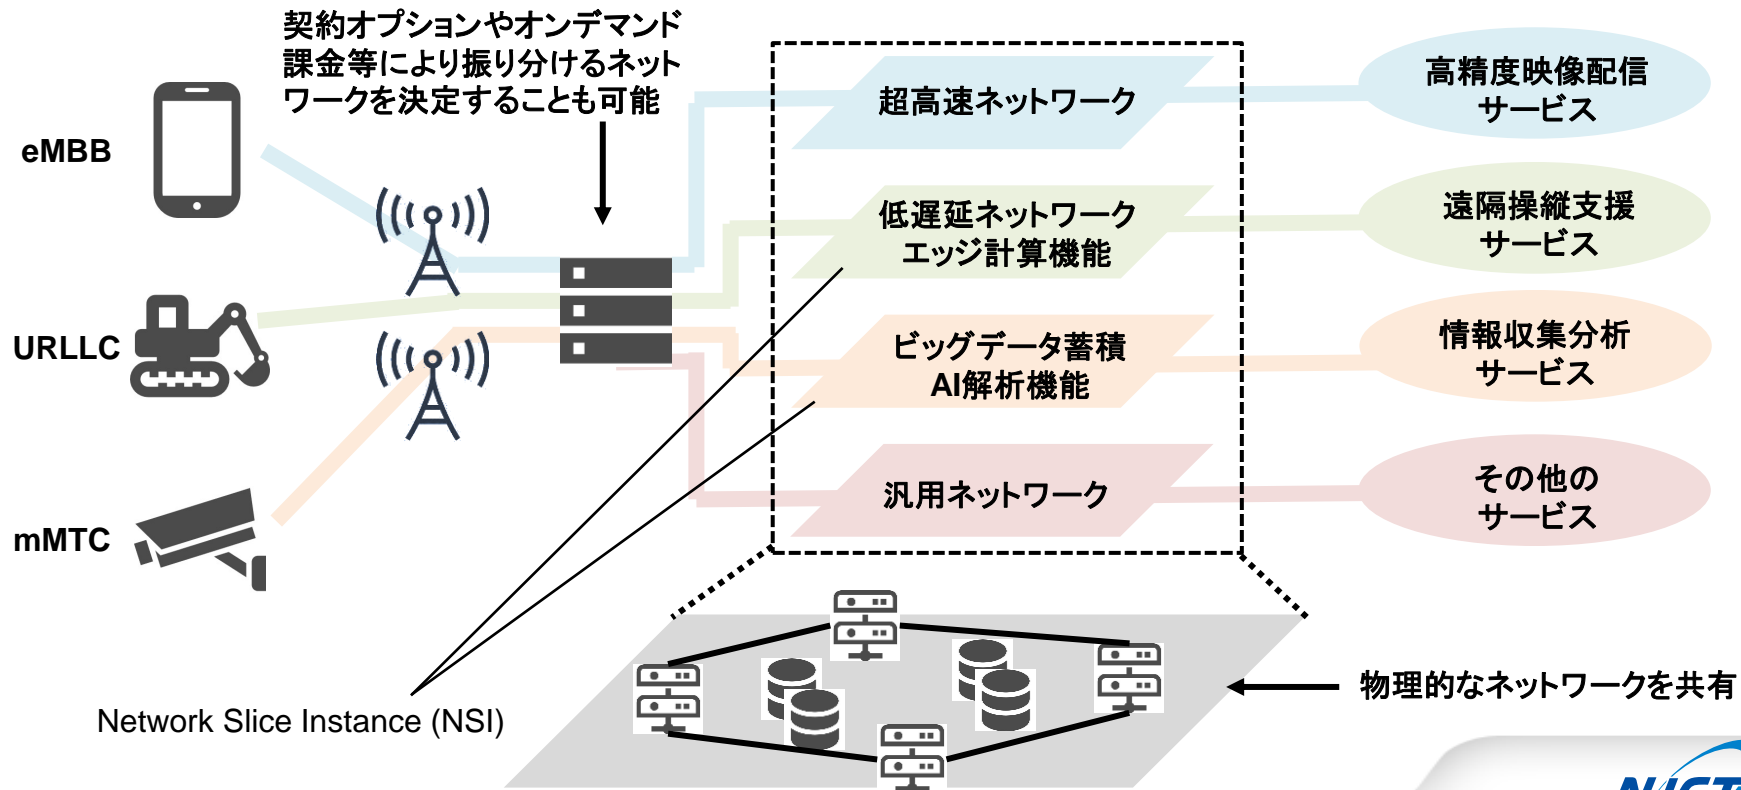 契約オプションやオンデマンド
課金等により振り分けるネット
ワークを決定することも可能
eMBB
URLLC
mMTC
超高速ネットワーク
低遅延ネットワーク
エッジ計算機能
ビッグデータ蓄積
AI解析機能
汎用ネットワーク
高精度映像配信
サービス
遠隔操縦支援
サービス
情報収集分析
サービス
その他の
サービス
Network Slice Instance (NSI)
物理的なネットワークを共有